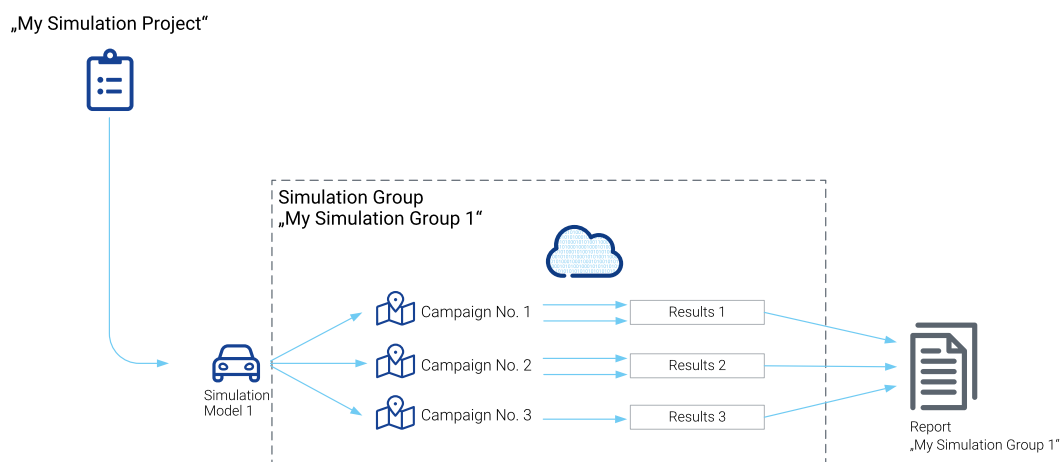 „My Simulation Project“
Simulation Group
„My Simulation Group 1“
Campaign No. 1
Results 1
Campaign No. 2
Results 2
Campaign No. 3
Results 3
Simulation
Model 1
Report
„My Simulation Group 1“